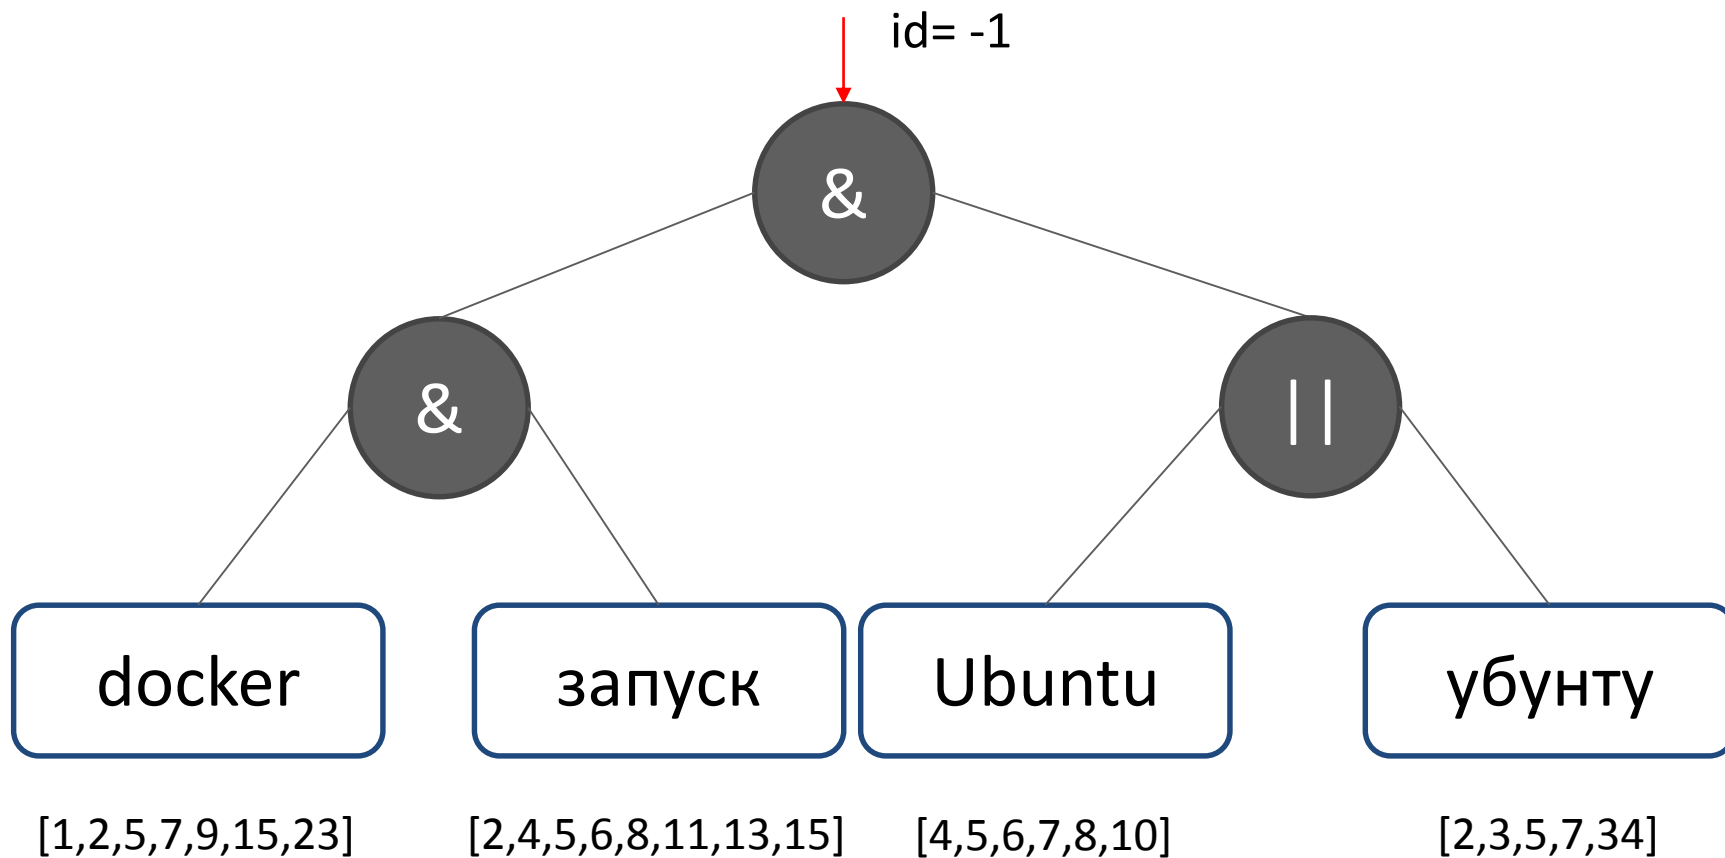 id= -1
&
&
||
docker
запуск
Ubuntu
убунту
[1,2,5,7,9,15,23]
[2,4,5,6,8,11,13,15]
[4,5,6,7,8,10]
[2,3,5,7,34]